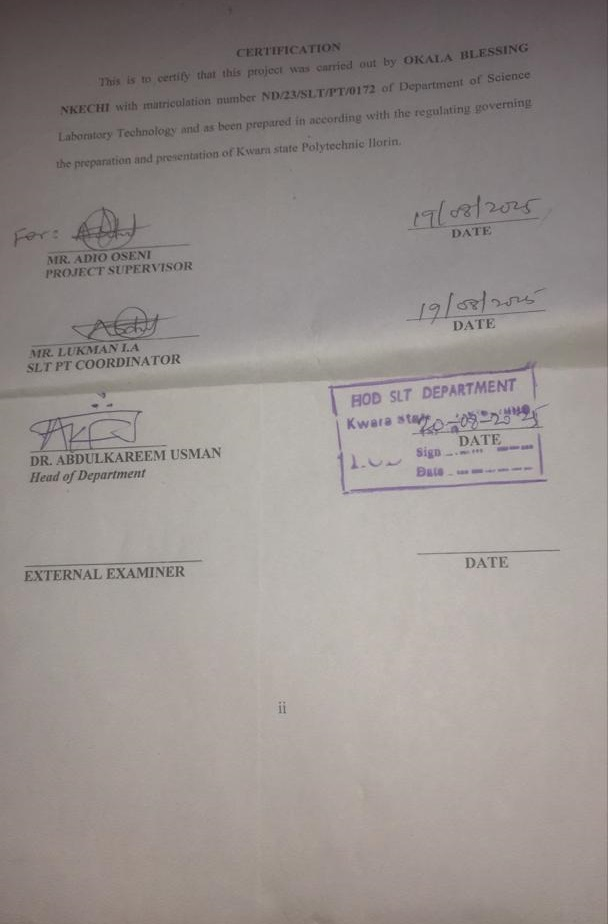 CERTIFICATION
This is to certify that this project was carried out by OKALA BLESSING
NKECHI with matriculation number ND/23/SLT/PT/0172 of Department of Science
Laboratory Technology and as been prepared in according with the regulating governing
the preparation and presentation of Kwara state Polytechnic Ilorin.
For:
19/08/2025
DATE
MR. ADIO OSENI
PROJECT SUPERVISOR
19/08/2025
DATE
MR. LUKMAN I.A
SLT PT COORDINATOR
HOD SLT DEPARTMENT
Kwara state
20-08-2025
DATE
Sign
Date
DR. ABDULKAREEM USMAN
Head of Department
EXTERNAL EXAMINER
DATE
ii